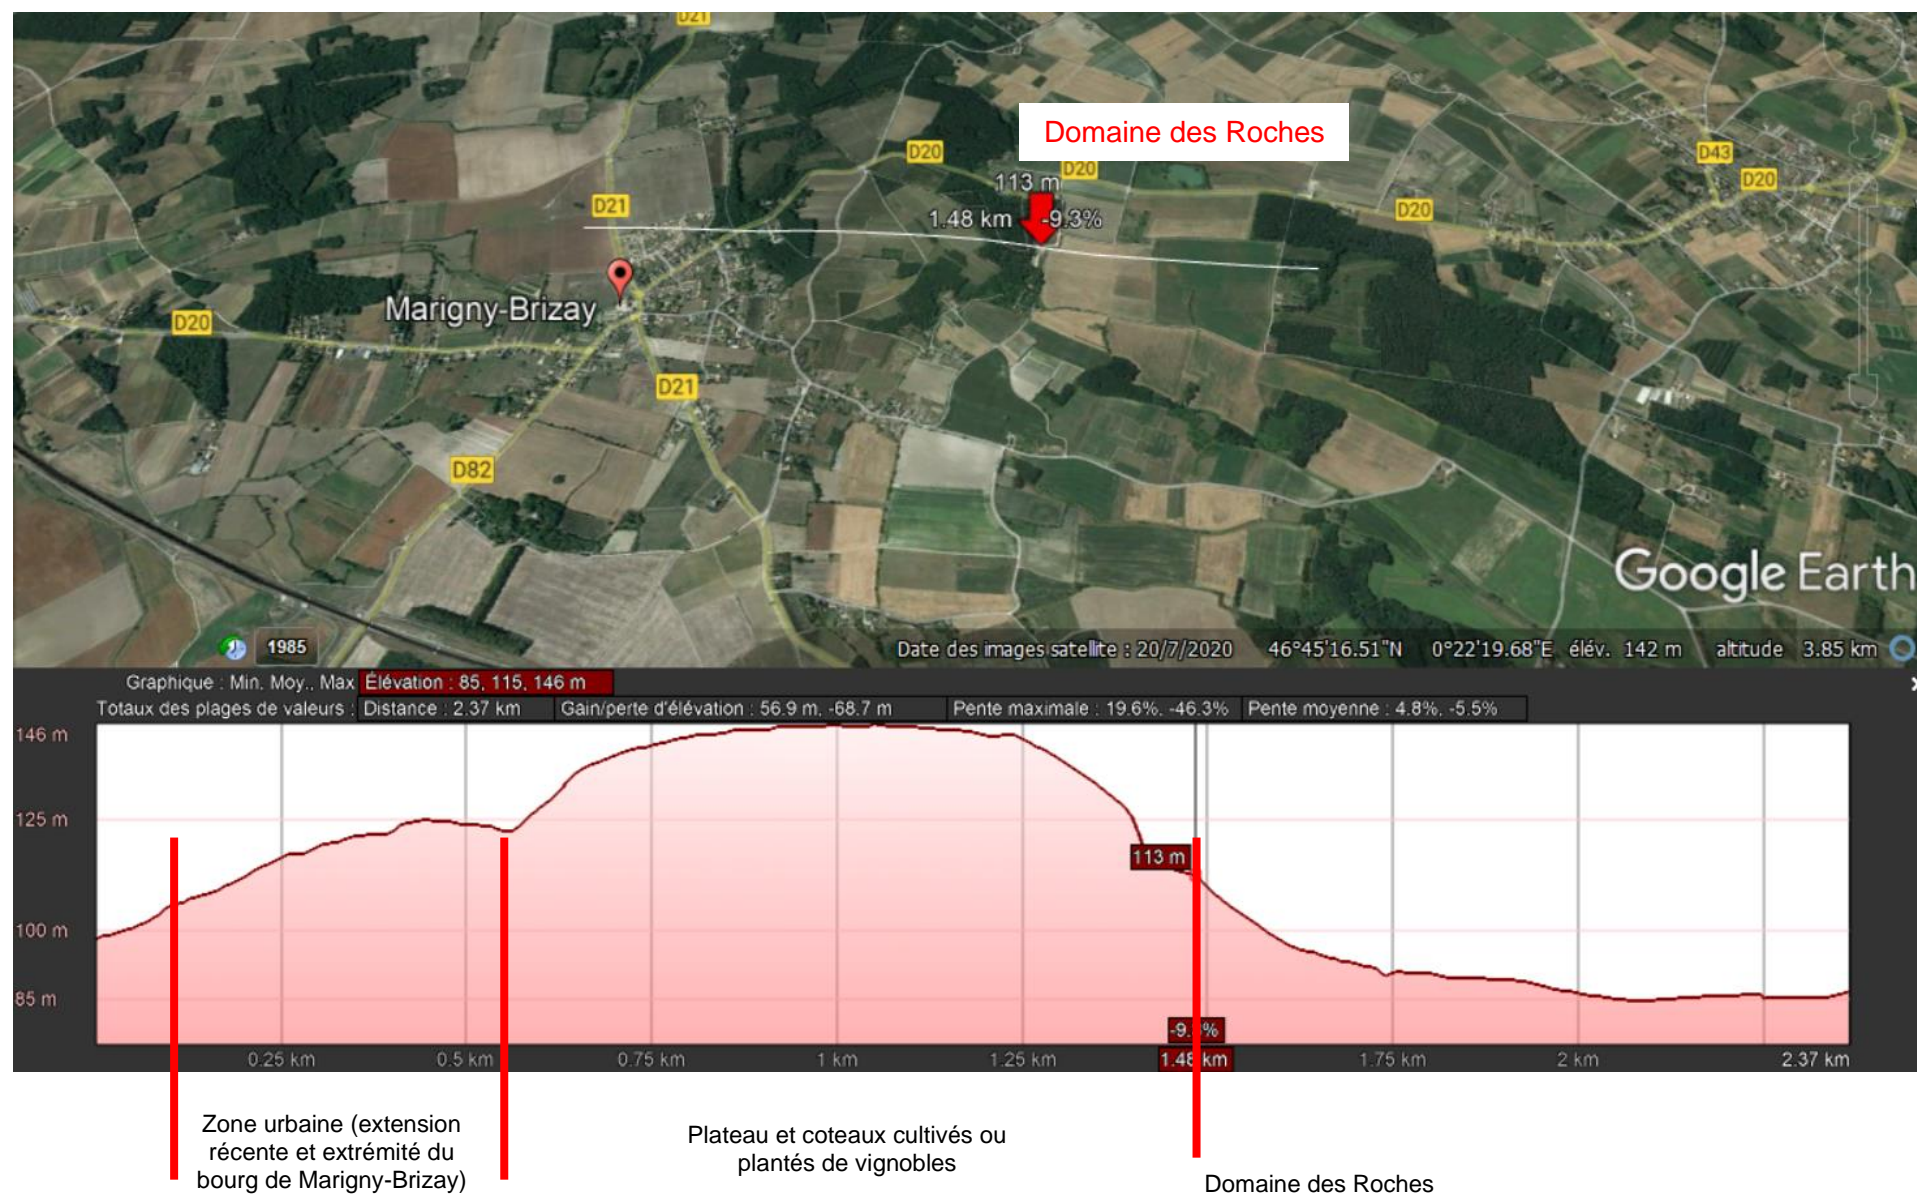 D21
Domaine des Roches
D43
D20
D20
D20
113 m
D21
D20
1.48 km
-9.3%
Marigny-Brizay
D20
D21
D82
Google Earth
1985
Date des images satellite : 20/7/2020 46°45'16.51"N 0°22'19.68"E élév. 142 m altitude 3.85 km
Graphique : Min. Moy., Max Élévation : 85, 115, 146 m
Totaux des plages de valeurs : Distance : 2.37 km Gain/perte d'élévation : 56.9 m, -68.7 m Pente maximale : 19.6%, -46.3% Pente moyenne : 4.8%, -5.5%
146 m
125 m
113 m
100 m
85 m
0.25 km 0.5 km 0.75 km 1 km 1.25 km 1.48 km 1.75 km 2 km 2.37 km
Zone urbaine (extension
récente et extrémité du
bourg de Marigny-Brizay)
Plateau et coteaux cultivés ou
plantés de vignobles
Domaine des Roches